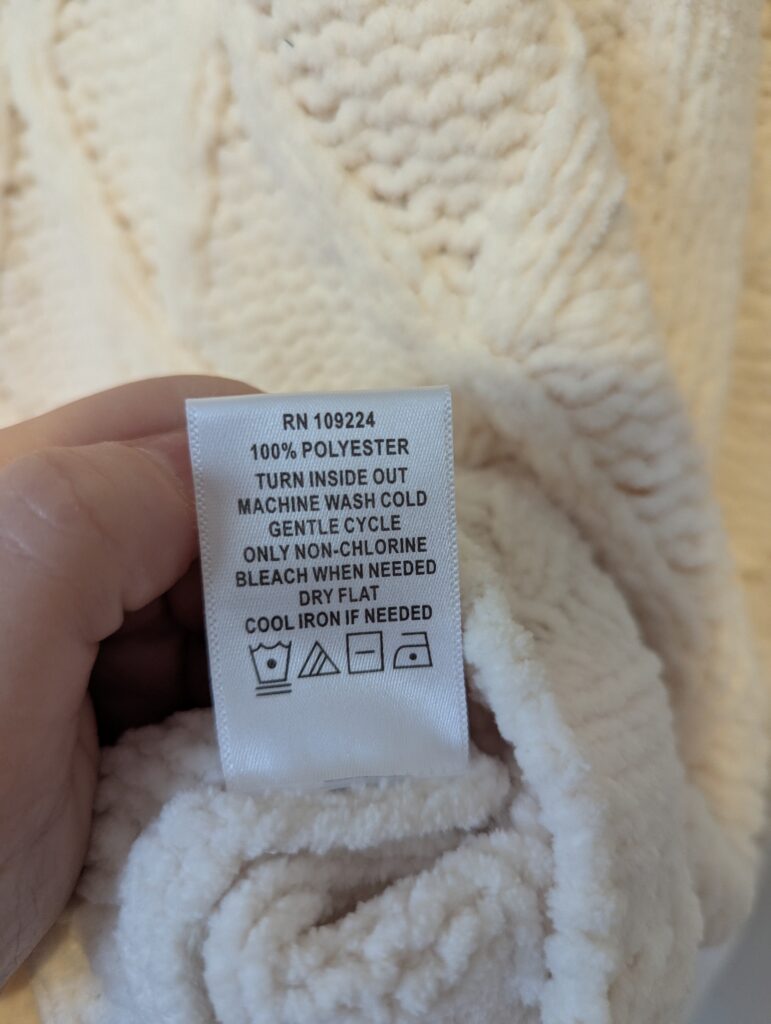 RN 109224
100% POLYESTER
TURN INSIDE OUT
MACHINE WASH COLD
GENTLE CYCLE
ONLY NON-CHLORINE
BLEACH WHEN NEEDED
DRY FLAT
COOL IRON IF NEEDED